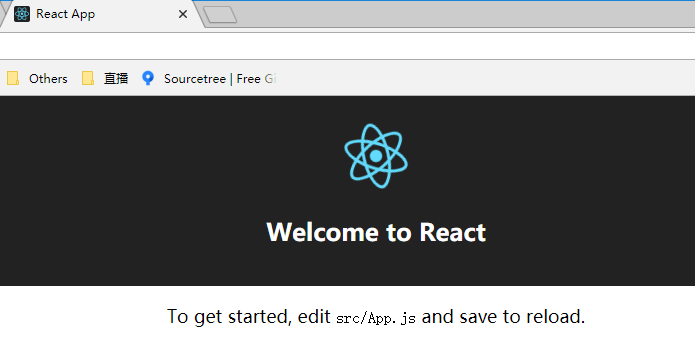 React App
Others 直播 Sourcetree | Free Gi
Welcome to React
To get started, edit src/App.js and save to reload.